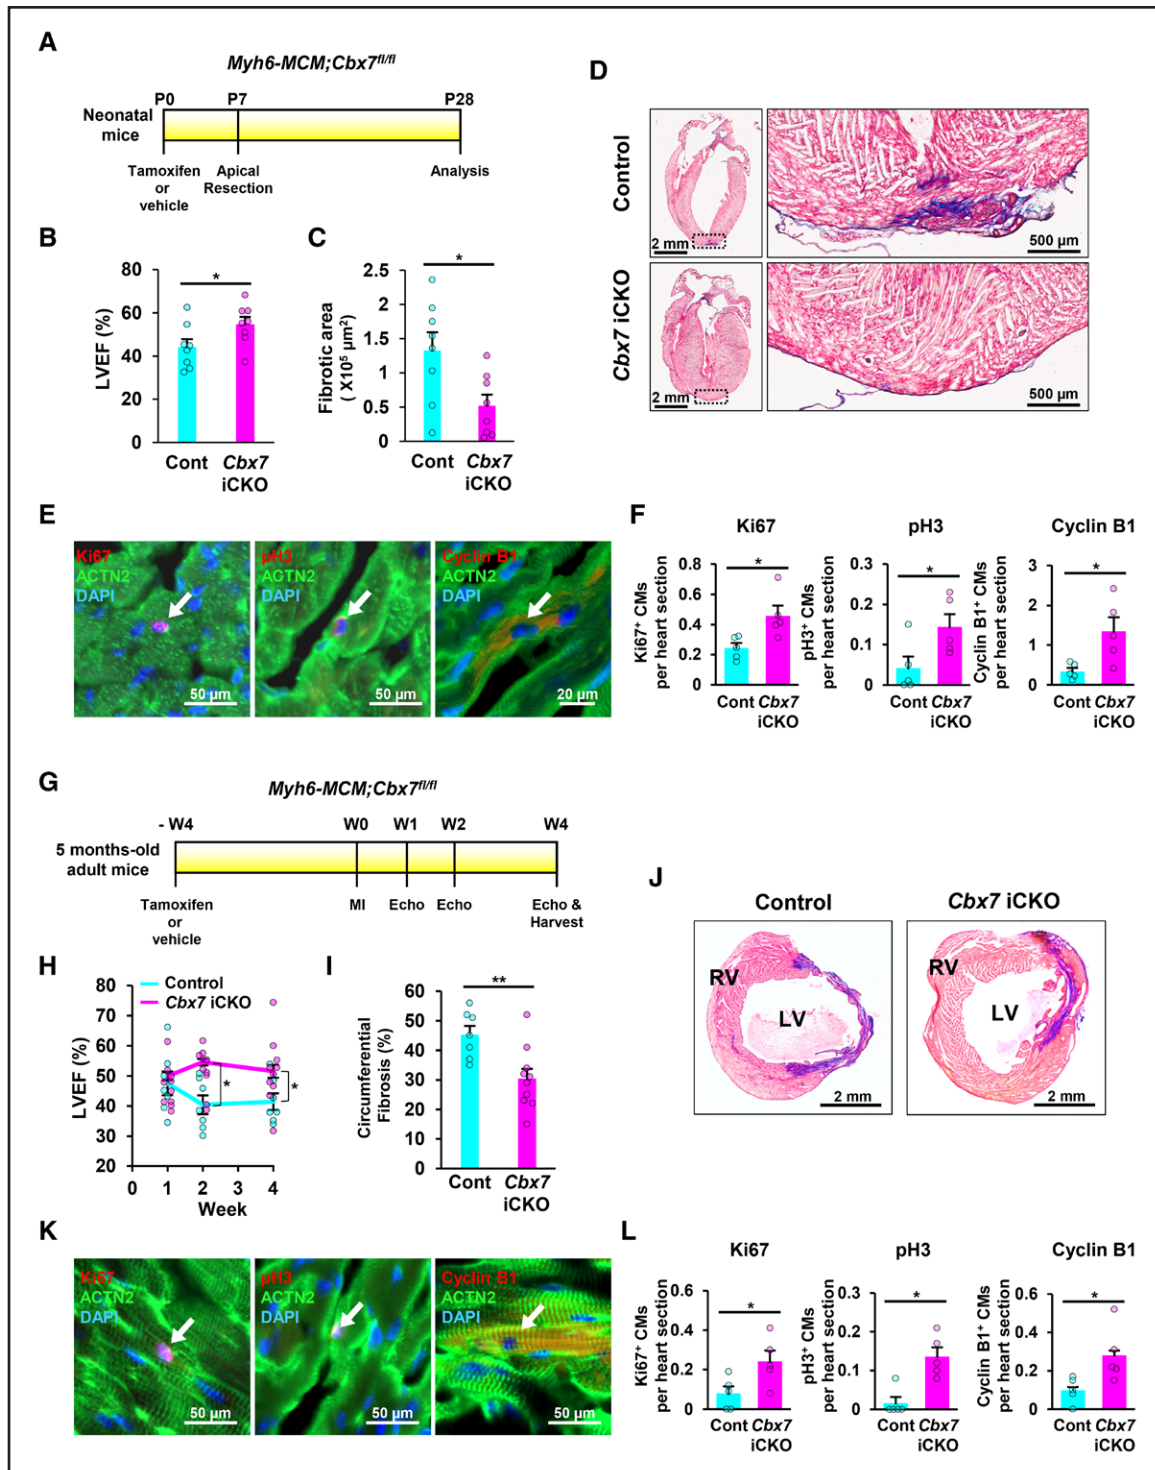 A
Myh6-MCM;Cbx7fl/fl
P0 P7 P28
Neonatal
mice
Tamoxifen
or
vehicle
Apical
Resection
Analysis
B
LVEF (%)
80
60
40
20
0
*
Cont Cbx7
iCKO
C
Fibrotic area
( X10⁵ µm²)
2.5
2
1.5
1
0.5
0
*
Cont Cbx7
iCKO
D
Control
2 mm
500 µm
Cbx7 iCKO
2 mm
500 µm
E
Ki67
ACTN2
DAPI
50 µm
pH3
ACTN2
DAPI
50 µm
Cyclin B1
ACTN2
DAPI
20 µm
F
Ki67
Ki67⁺ CMs
per heart section
0.8
0.6
0.4
0.2
0
*
Cont Cbx7
iCKO
pH3
pH3⁺ CMs
per heart section
0.3
0.2
0.1
0
*
Cont Cbx7
iCKO
Cyclin B1
Cyclin B1⁺ CMs
per heart section
3
2
1
0
*
Cont Cbx7
iCKO
G
Myh6-MCM;Cbx7fl/fl
- W4 W0 W1 W2 W4
5 months-old
adult mice
Tamoxifen
or
vehicle
MI Echo Echo
Echo &
Harvest
H
Control
Cbx7 iCKO
LVEF (%)
80
70
60
50
40
30
20
*
*
0 1 2 3 4
Week
I
Circumferential
Fibrosis (%)
60
50
40
30
20
10
0
**
Cont Cbx7
iCKO
J
Control
RV
LV
2 mm
Cbx7 iCKO
RV
LV
2 mm
K
Ki67
ACTN2
DAPI
50 µm
pH3
ACTN2
DAPI
50 µm
Cyclin B1
ACTN2
DAPI
50 µm
L
Ki67
Ki67⁺ CMs
per heart section
0.6
0.4
0.2
0
*
Cont Cbx7
iCKO
pH3
pH3⁺ CMs
per heart section
0.3
0.2
0.1
0
*
Cont Cbx7
iCKO
Cyclin B1
Cyclin B1⁺ CMs
per heart section
0.6
0.4
0.2
0
*
Cont Cbx7
iCKO